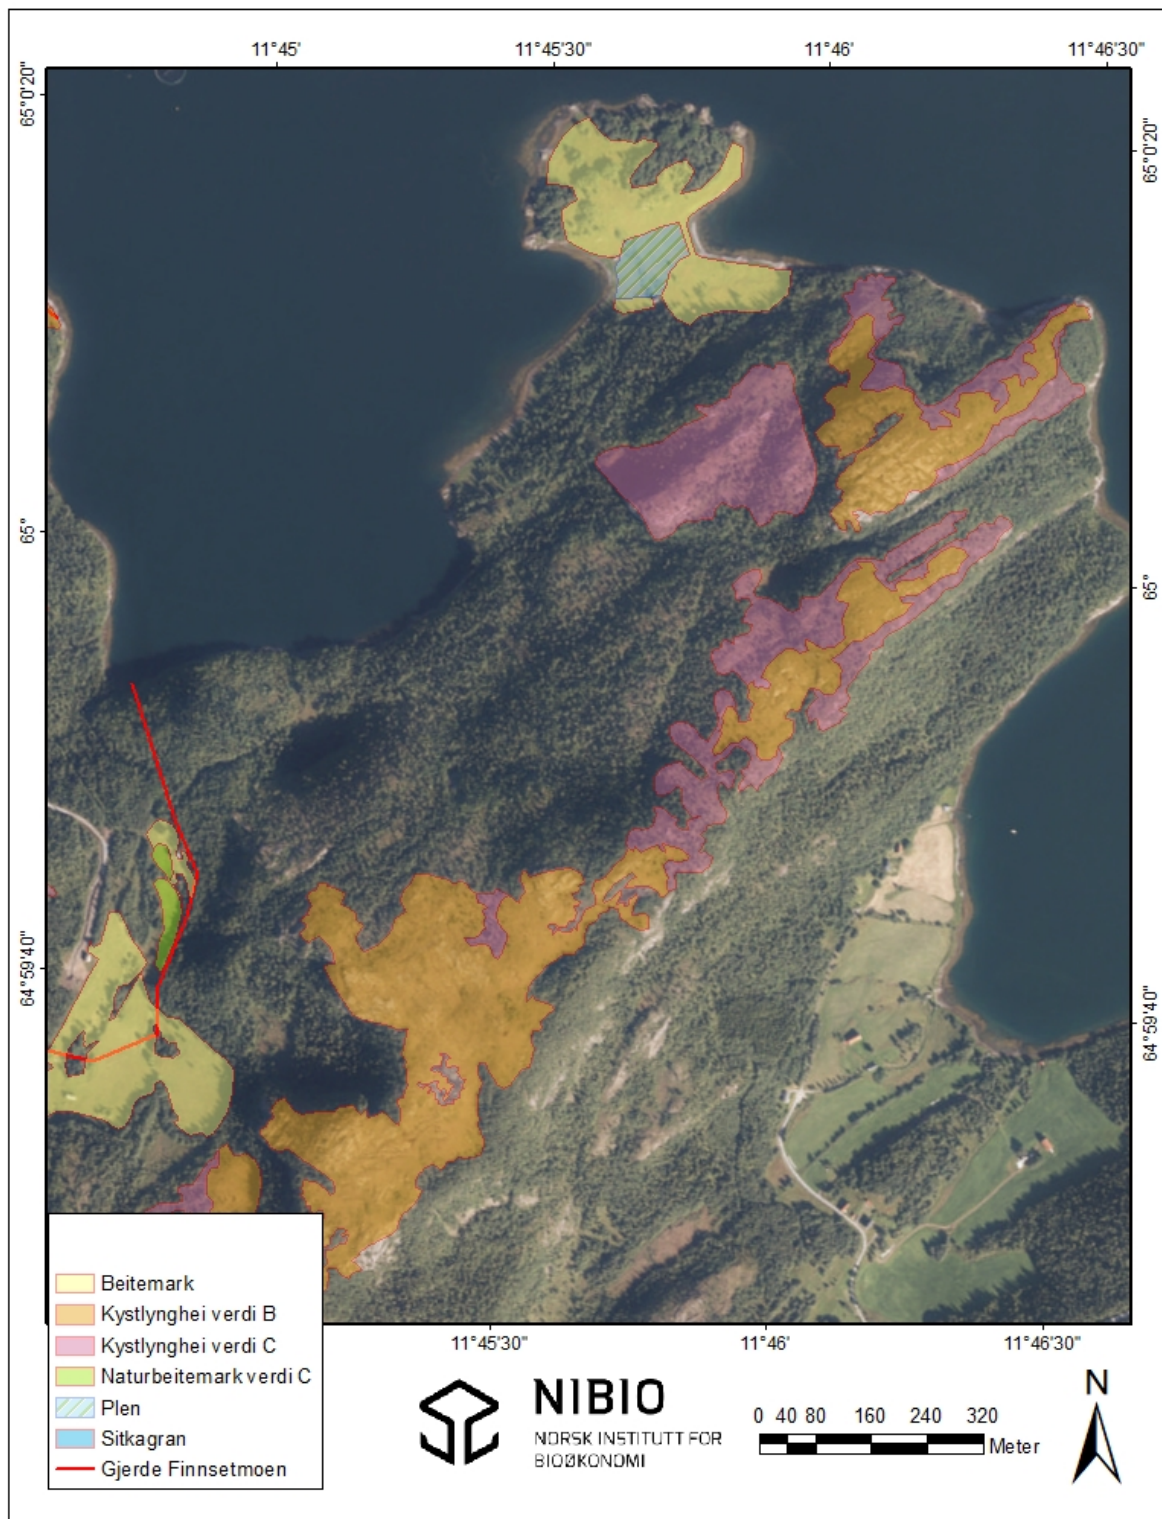 11°45'
11°45'30"
11°46'
11°46'30"
65°0'20"
65°0'20"
65°
65°
64°59'40"
64°59'40"
11°45'30"
11°46'
11°46'30"
Beitemark
Kystlynghei verdi B
Kystlynghei verdi C
Naturbeitemark verdi C
Plen
Sitkagran
Gjerde Finnsetmoen
NIBIO
NORSK INSTITUTT FOR
BIOØKONOMI
0 40 80 160 240 320
Meter
N